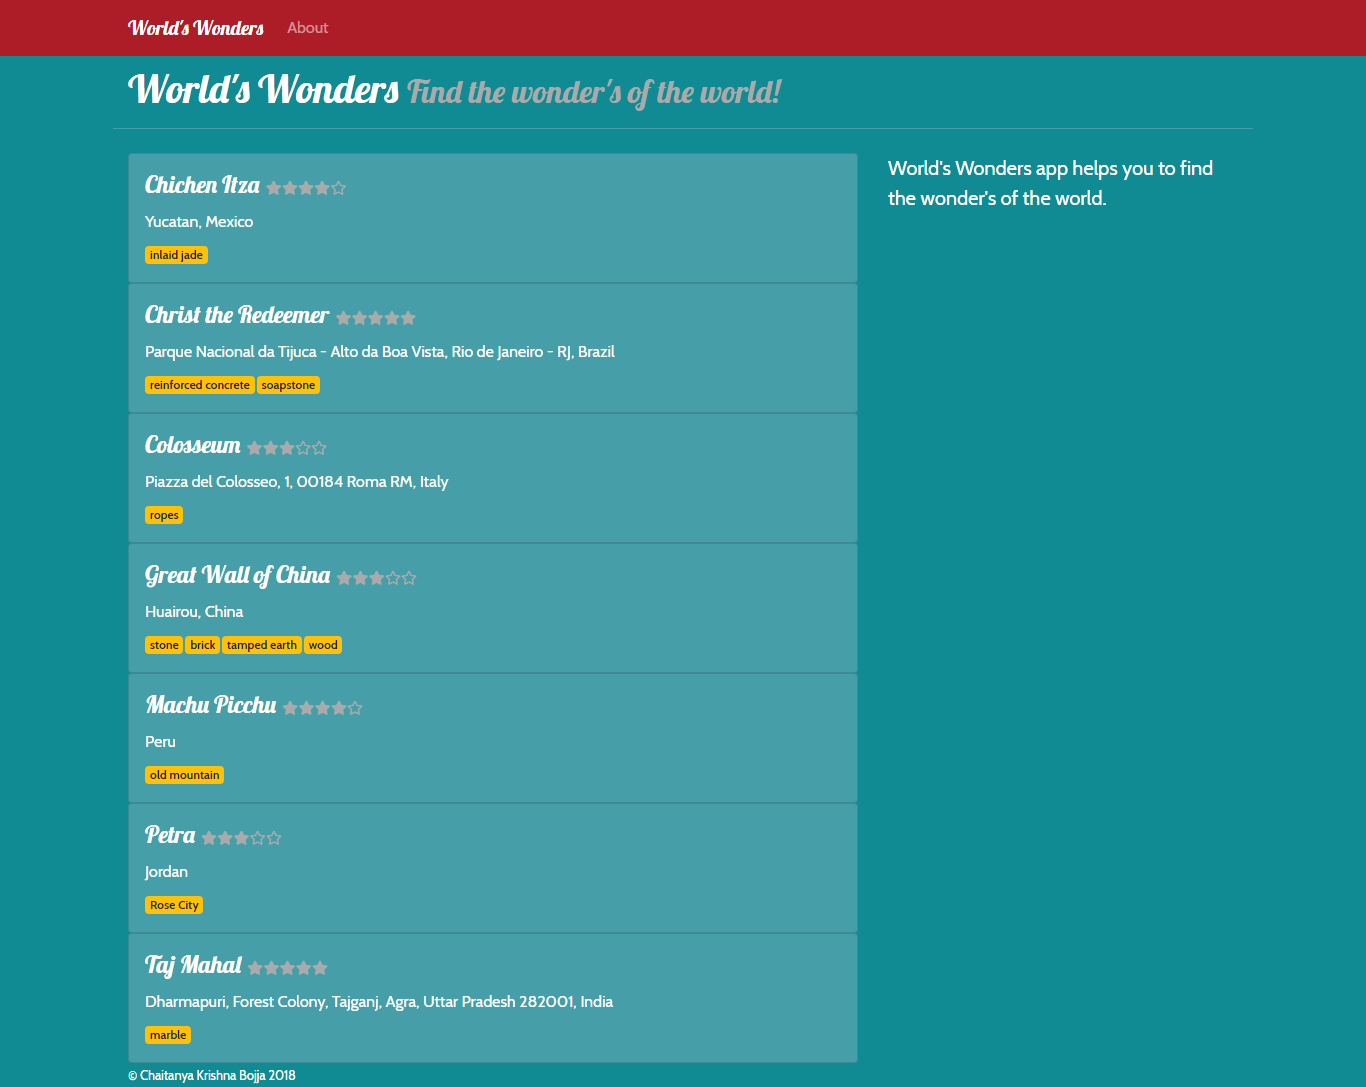 World's Wonders About
World's Wonders Find the wonder's of the world!
Chichen Itza
Yucatan, Mexico
inlaid jade
Christ the Redeemer
Parque Nacional da Tijuca - Alto da Boa Vista, Rio de Janeiro - RJ, Brazil
reinforced concrete soapstone
Colosseum
Piazza del Colosseo, 1, 00184 Roma RM, Italy
ropes
Great Wall of China
Huairou, China
stone brick tamped earth wood
Machu Picchu
Peru
old mountain
Petra
Jordan
Rose City
Taj Mahal
Dharmapuri, Forest Colony, Tajganj, Agra, Uttar Pradesh 282001, India
marble
World's Wonders app helps you to find
the wonder's of the world.
© Chaitanya Krishna Bojja 2018